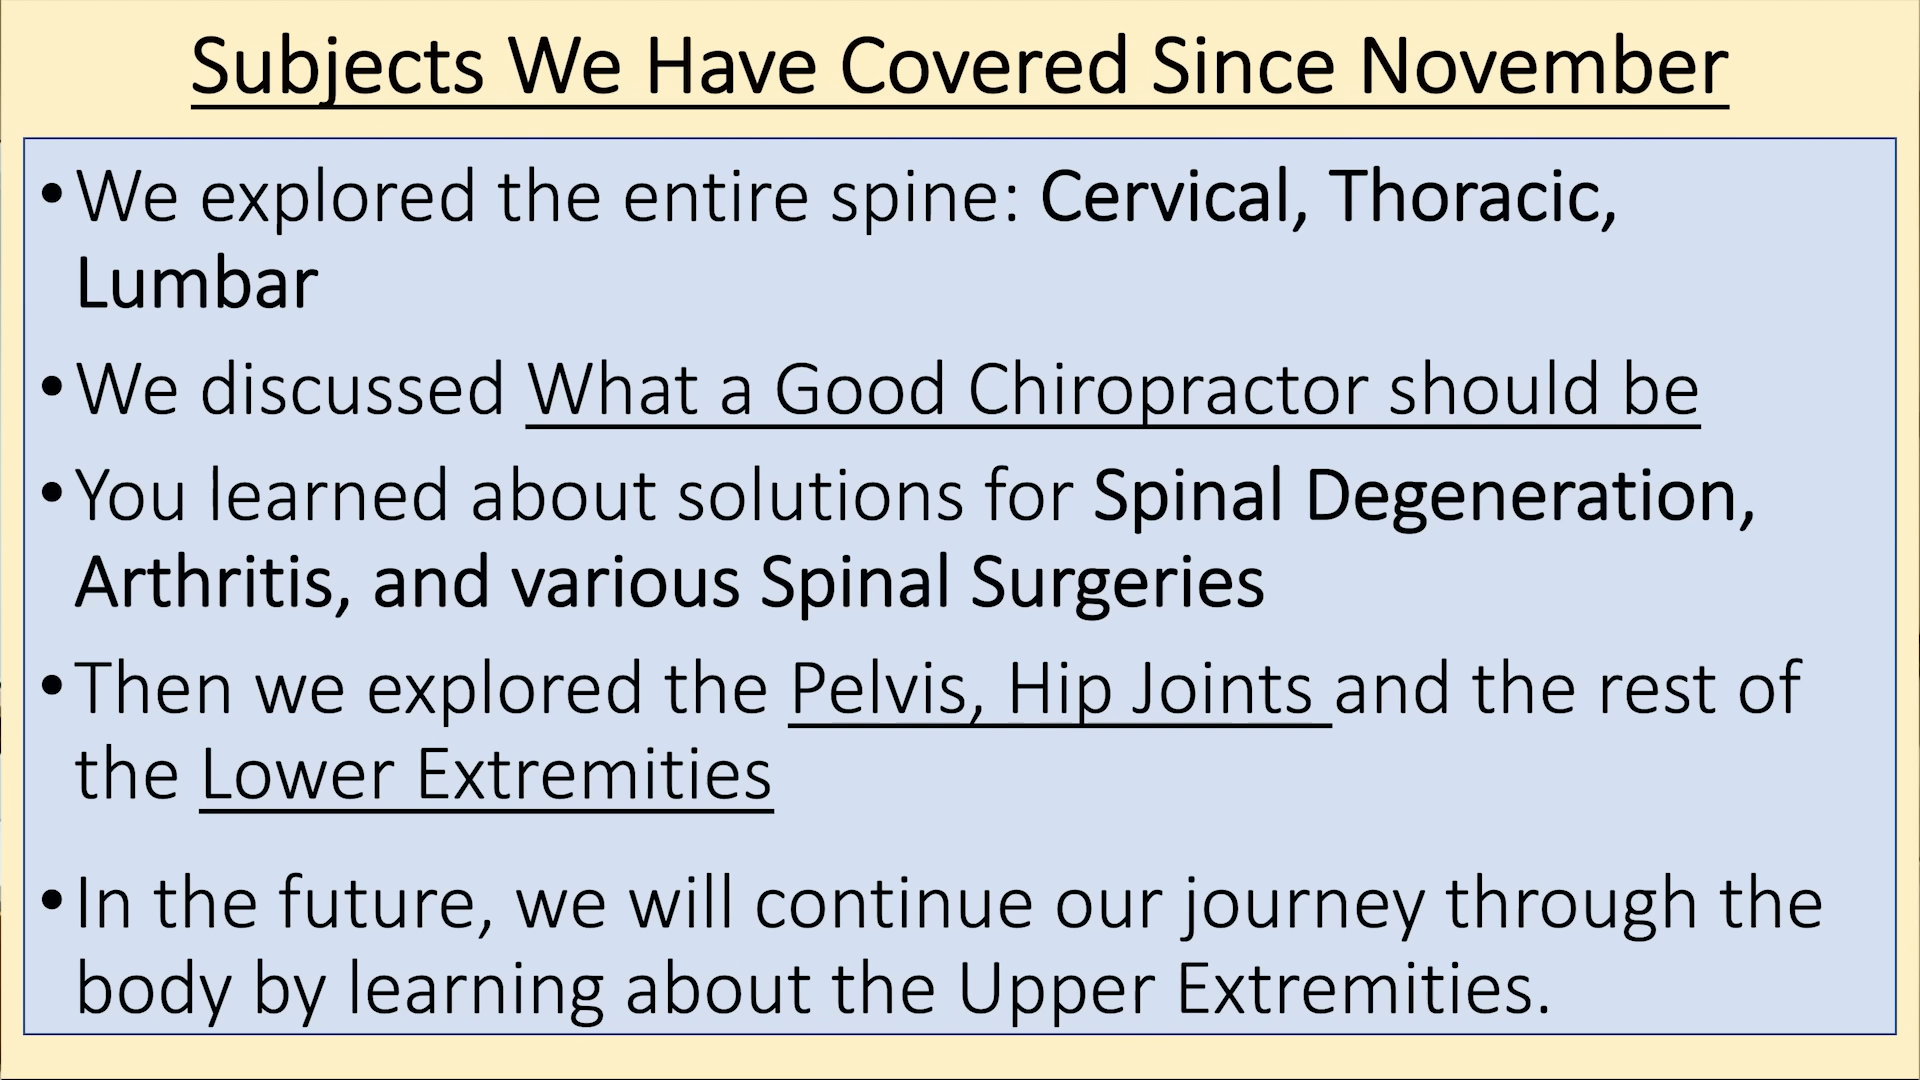 Subjects We Have Covered Since November
•We explored the entire spine: Cervical, Thoracic,
Lumbar
•We discussed What a Good Chiropractor should be
•You learned about solutions for Spinal Degeneration,
Arthritis, and various Spinal Surgeries
•Then we explored the Pelvis, Hip Joints and the rest of
the Lower Extremities
•In the future, we will continue our journey through the
body by learning about the Upper Extremities.